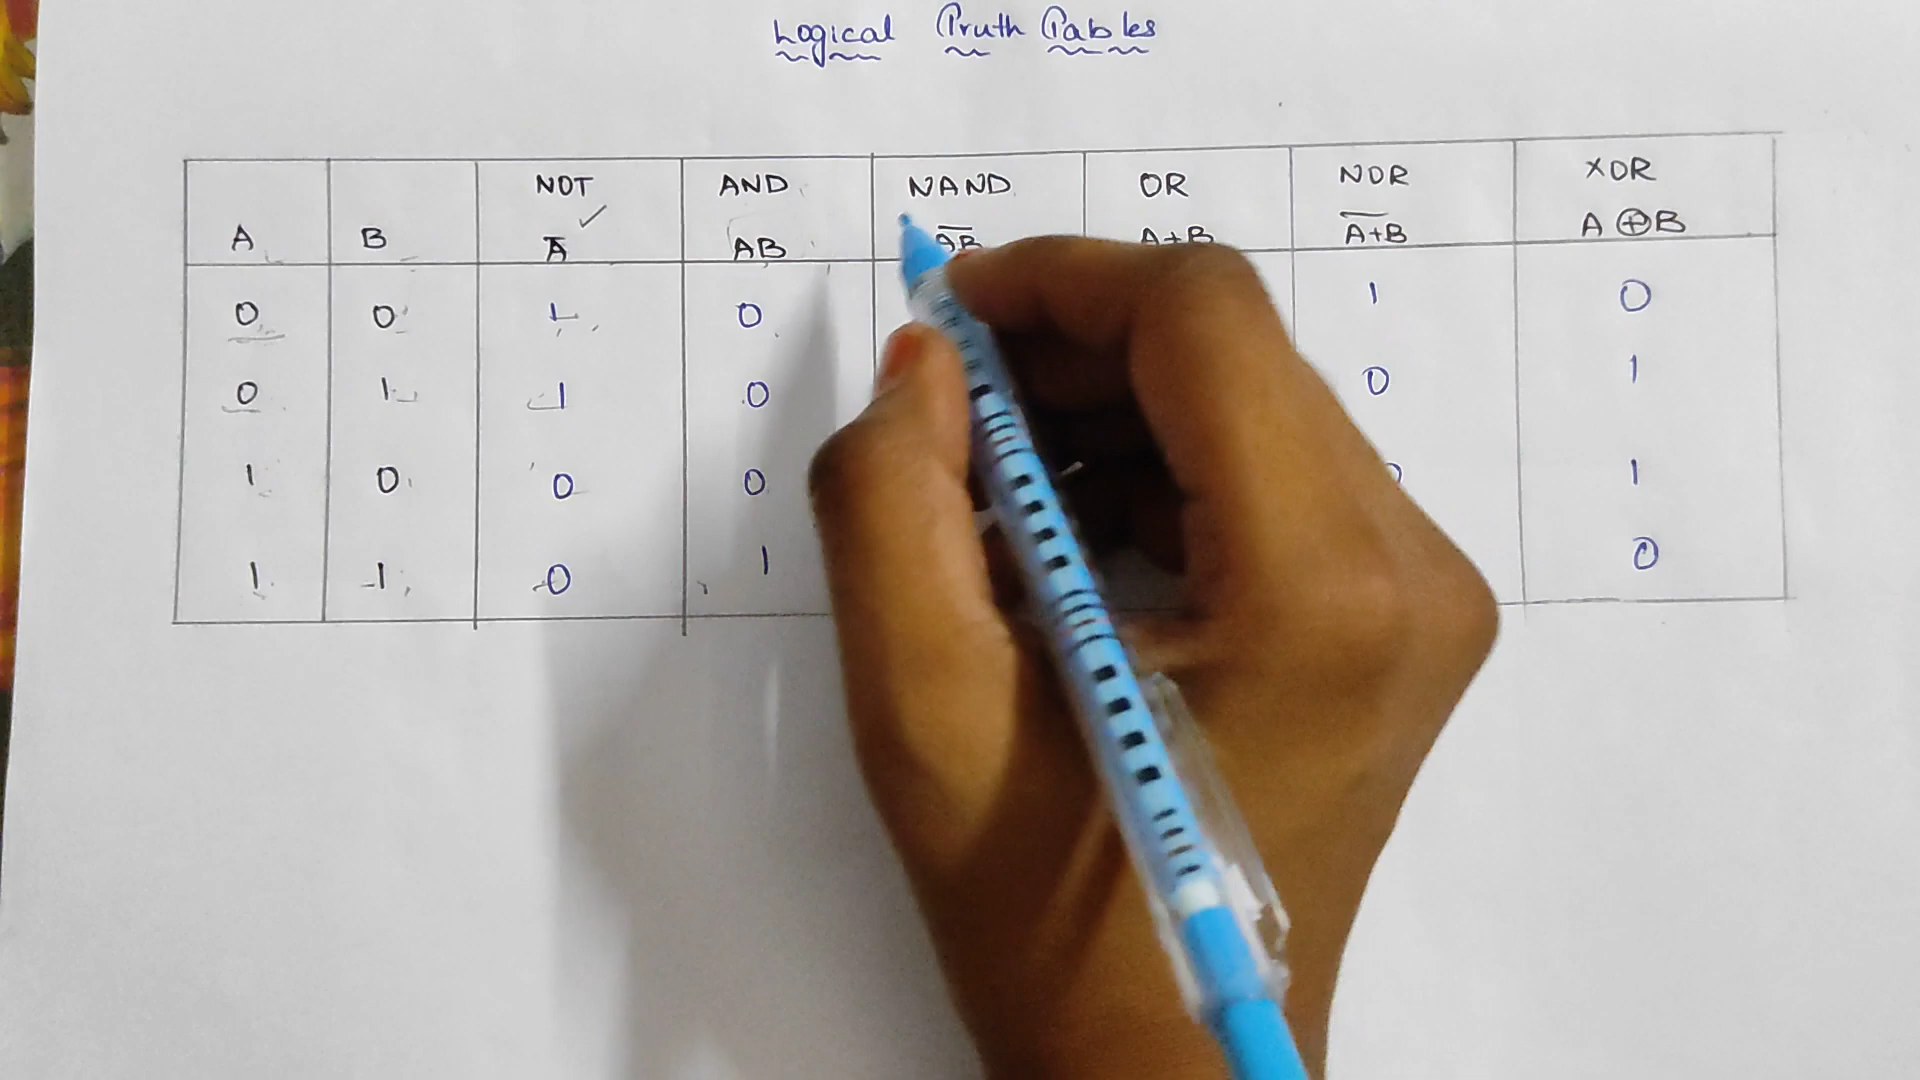 Logical Truth Tables
NOT AND NAND OR NOR XOR
A B A̅ AB A̅B̅ A+B A̅+̅B̅ A⊕B
0 0 1 0 1 0
0 1 1 0 0 1
1 0 0 0 1
1 1 0 1 0